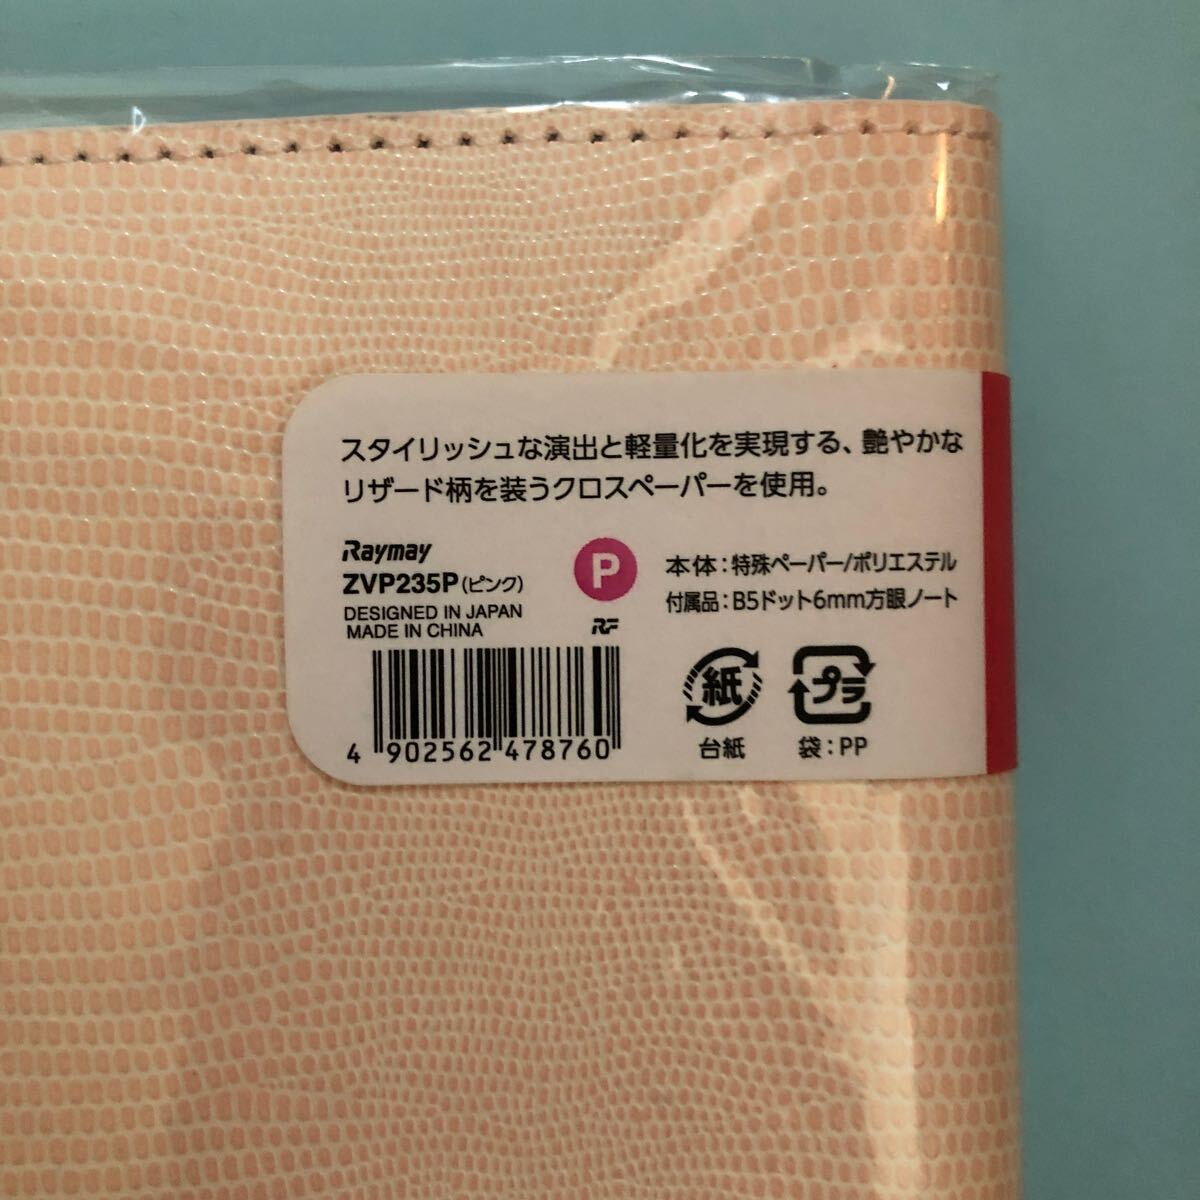 スタイリッシュな演出と軽量化を実現する、艶やかな
リザード柄を装うクロスペーパーを使用。
Raymay
ZVP235P(ピンク)
DESIGNED IN JAPAN
MADE IN CHINA
P
RF
本体:特殊ペーパー/ポリエステル
付属品:B5ドット6mm方眼ノート
4 902562 478760
紙
台紙
プラ
袋:PP